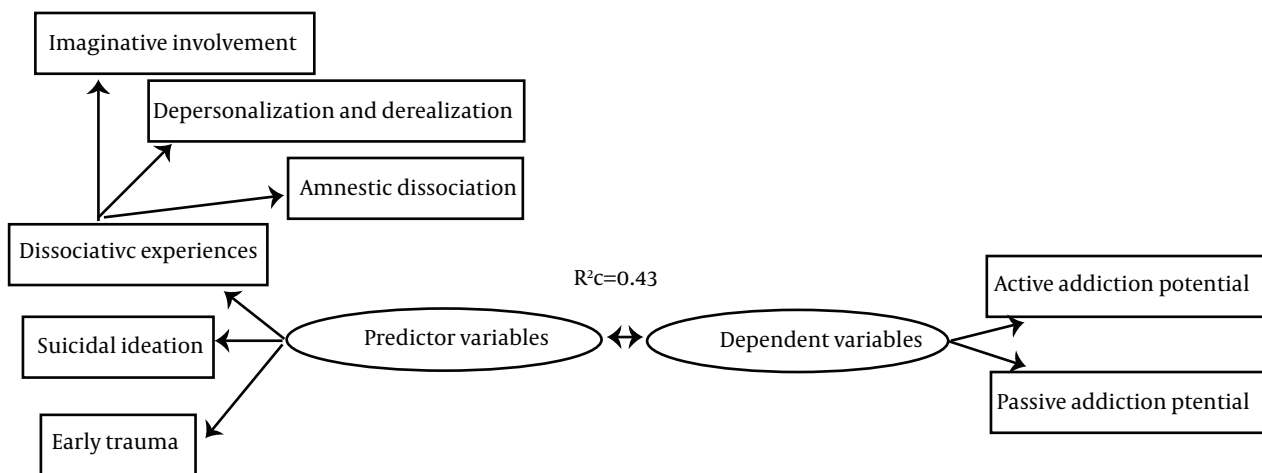 Imaginative involvement
Depersonalization and derealization
Amnestic dissociation
Dissociativc experiences
R²c=0.43
Active addiction potential
Suicidal ideation
Predictor variables
Dependent variables
Passive addiction ptential
Early trauma